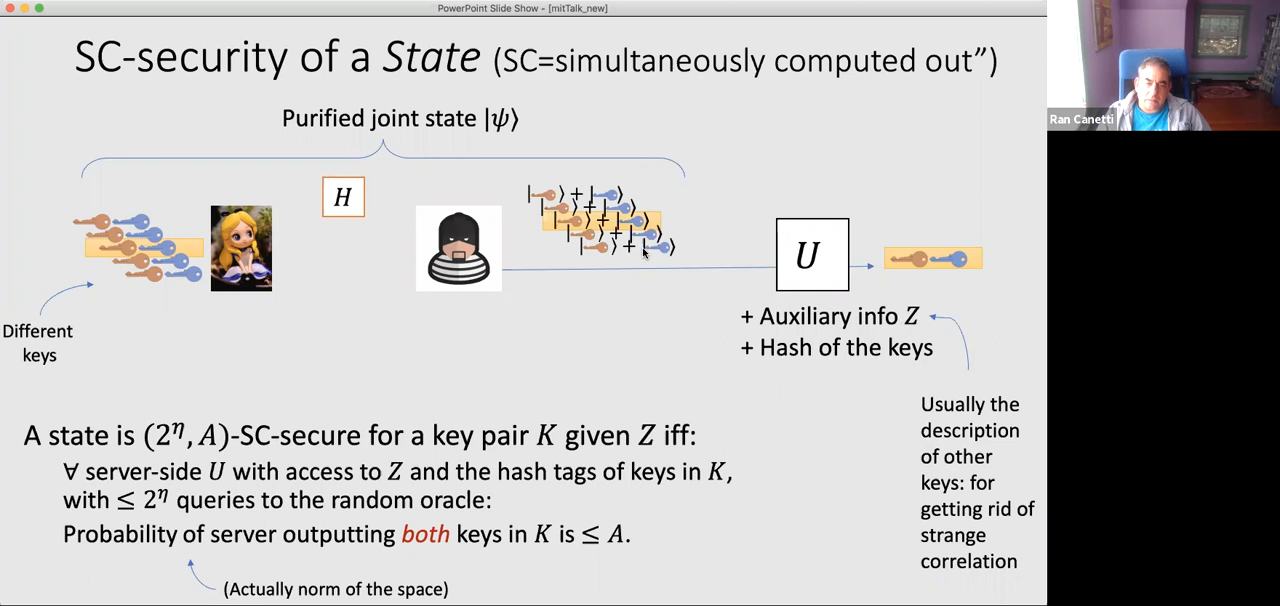 PowerPoint Slide Show - [mitTalk_new]
SC-security of a State (SC=simultaneously computed out”)
Purified joint state |ψ⟩
H
|⟩ + |⟩
|⟩ + |⟩
|⟩ + |⟩
|⟩ + |⟩
|⟩ + |⟩
U
Different
keys
+ Auxiliary info Z
+ Hash of the keys
Usually the
description
of other
keys: for
getting rid of
strange
correlation
A state is (2^η, A)-SC-secure for a key pair K given Z iff:
∀ server-side U with access to Z and the hash tags of keys in K,
with ≤ 2^η queries to the random oracle:
Probability of server outputting both keys in K is ≤ A.
(Actually norm of the space)
Ran Canetti